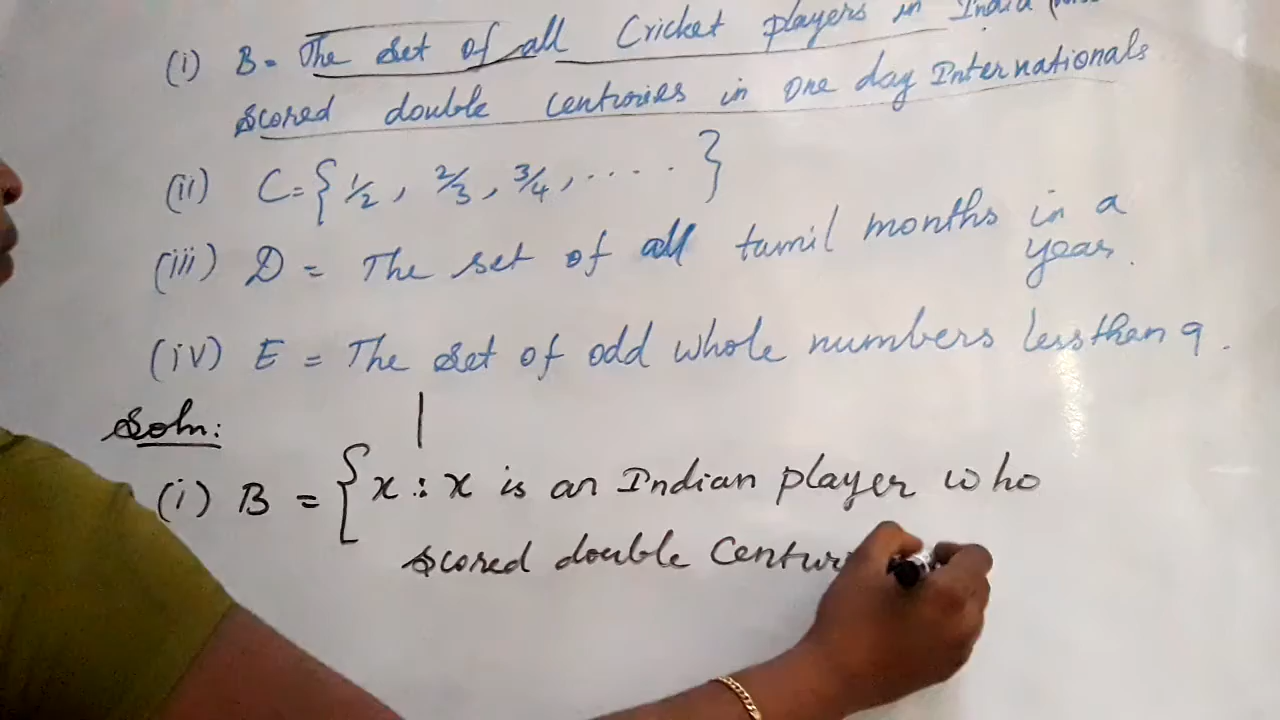 (i) B = The set of all Cricket players in India
scored double centuries in one day Internationals
(ii) C = { 1/2, 2/3, 3/4, ..... }
(iii) D = The set of all tamil months in a
year.
(iv) E = The set of odd whole numbers less than 9.
Soln:
(i) B = { x : x is an Indian player who
scored double Centuri